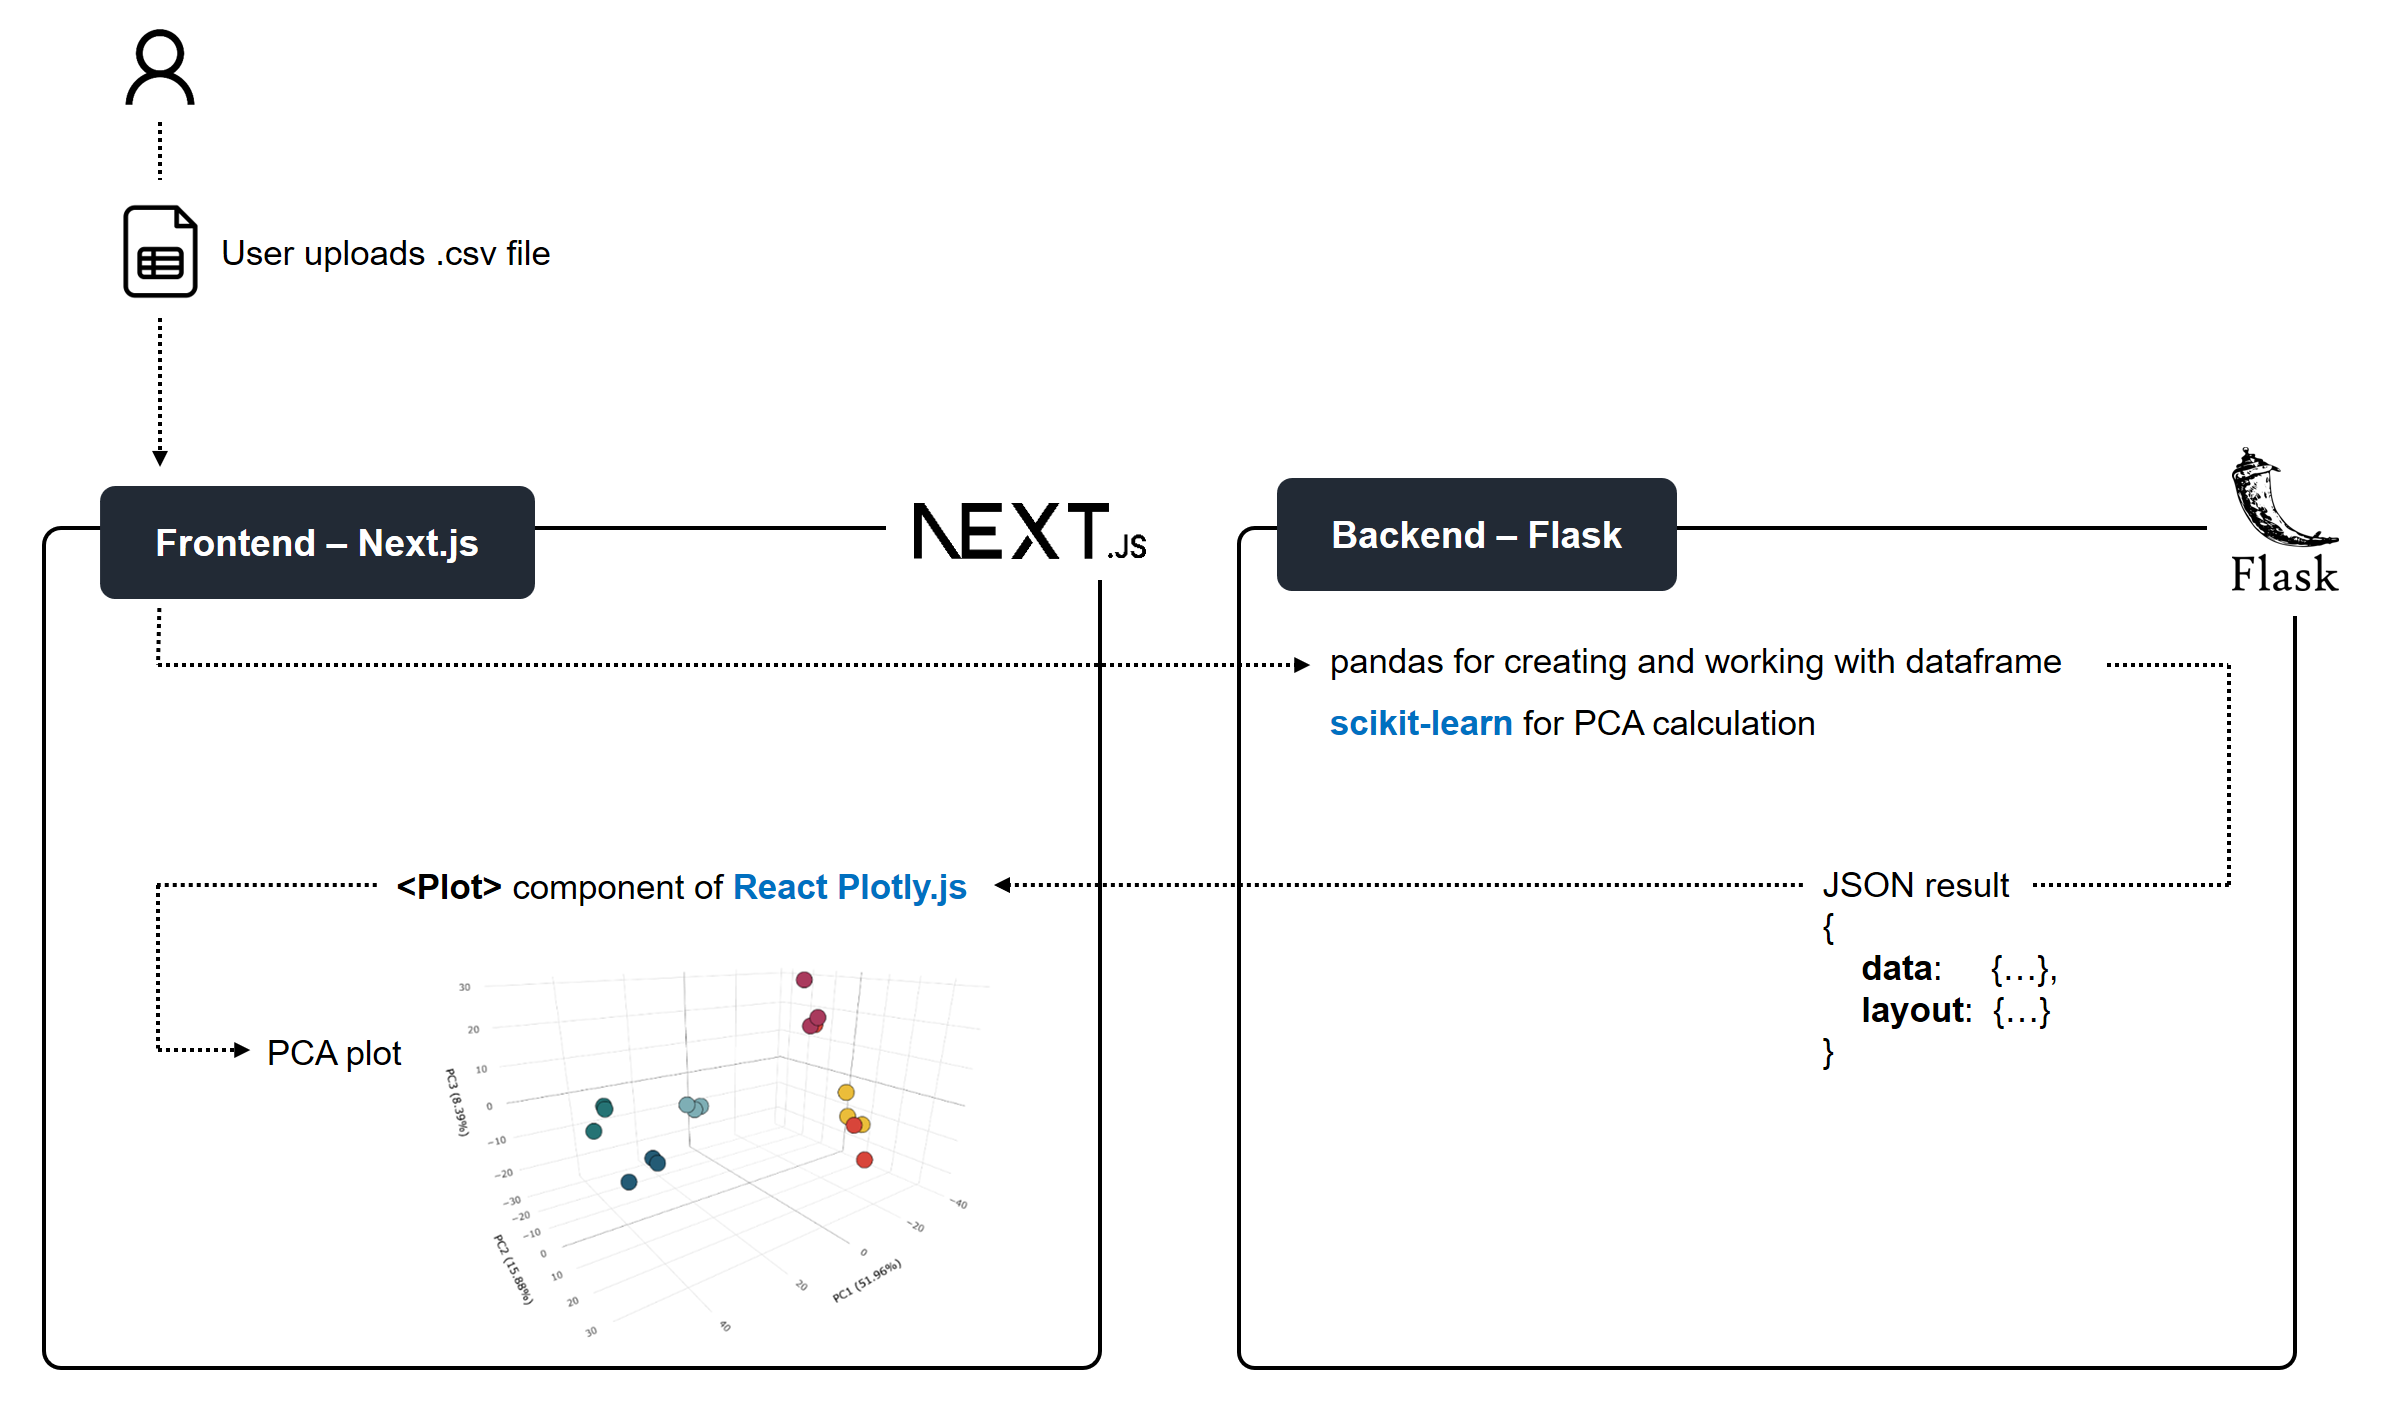 User uploads .csv file
Frontend – Next.js
NEXT.JS
Backend – Flask
Flask
pandas for creating and working with dataframe
scikit-learn for PCA calculation
<Plot> component of React Plotly.js
JSON result
{
data: {…},
layout: {…}
}
PCA plot
30
20
10
0
−10
−20
−30
PC3 (8.39%)
−20
−10
0
10
20
30
PC2 (15.88%)
40
20
0
−20
−40
PC1 (51.96%)